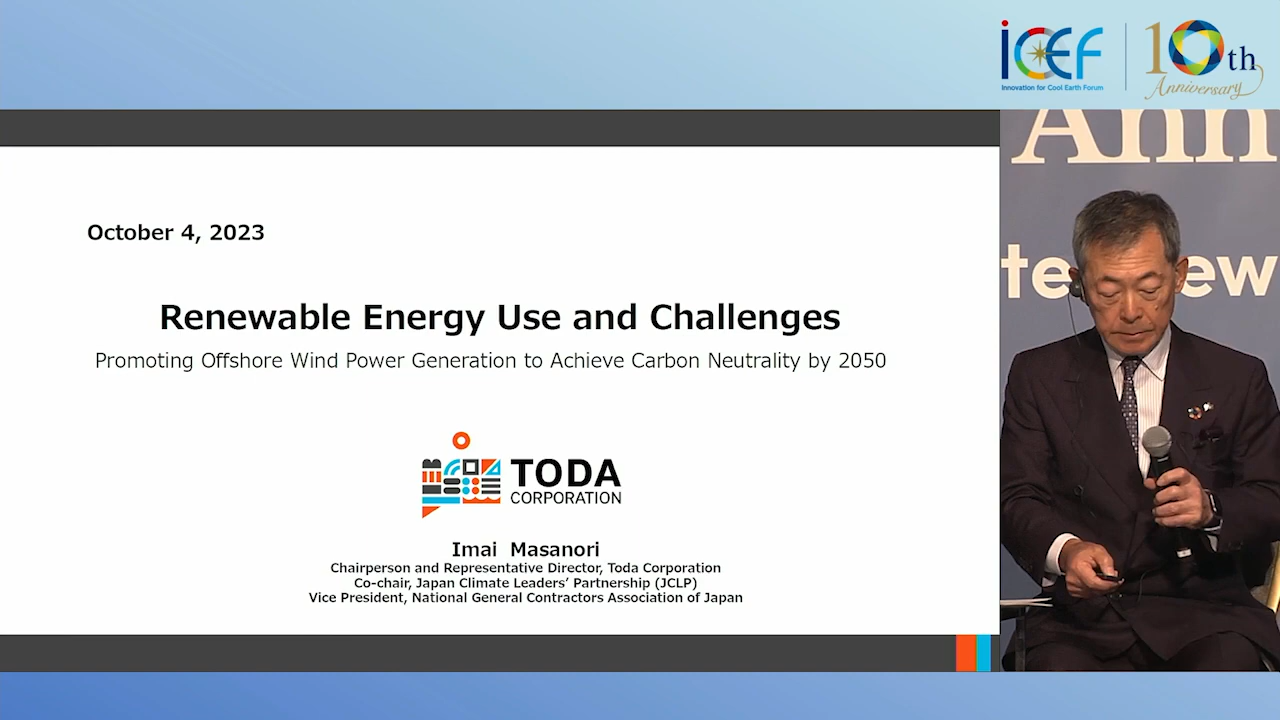 iCEF
Innovation for Cool Earth Forum
10th
Anniversary
Ann
October 4, 2023
Renewable Energy Use and Challenges
Promoting Offshore Wind Power Generation to Achieve Carbon Neutrality by 2050
TODA
CORPORATION
Imai Masanori
Chairperson and Representative Director, Toda Corporation
Co-chair, Japan Climate Leaders’ Partnership (JCLP)
Vice President, National General Contractors Association of Japan